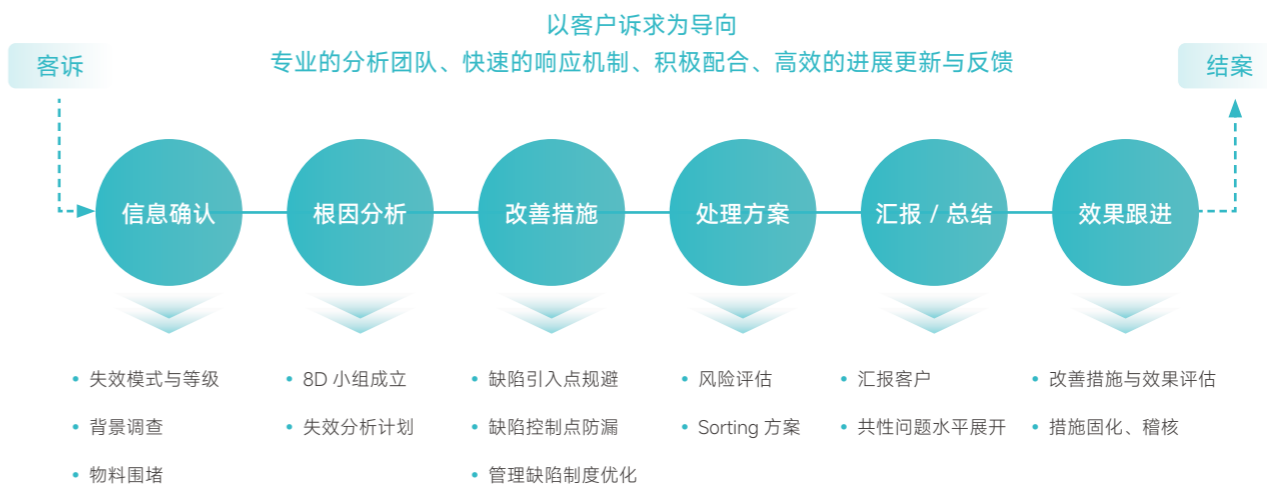 以客户诉求为导向
专业的分析团队、快速的响应机制、积极配合、高效的进展更新与反馈
客诉
结案
信息确认
根因分析
改善措施
处理方案
汇报 / 总结
效果跟进
• 失效模式与等级
• 背景调查
• 物料围堵
• 8D 小组成立
• 失效分析计划
• 缺陷引入点规避
• 缺陷控制点防漏
• 管理缺陷制度优化
• 风险评估
• Sorting 方案
• 汇报客户
• 共性问题水平展开
• 改善措施与效果评估
• 措施固化、稽核